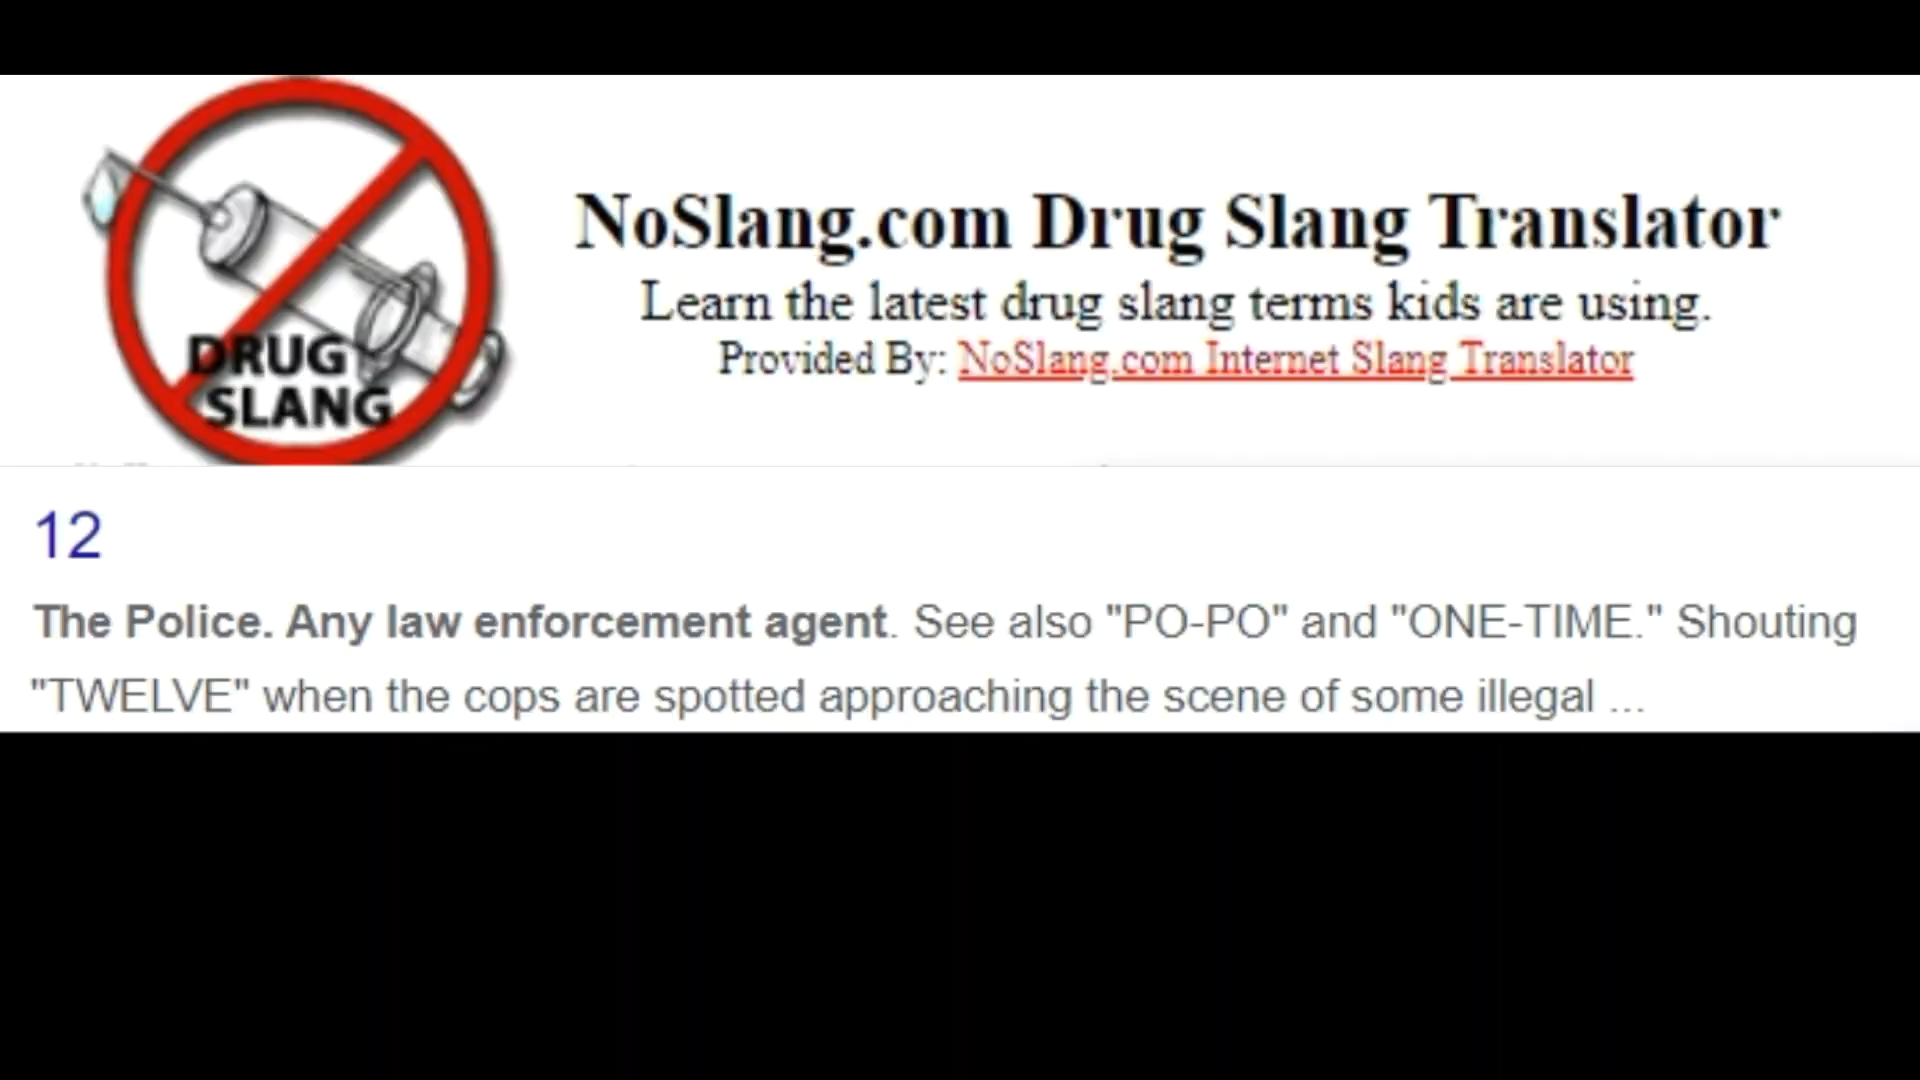 DRUG
SLANG
NoSlang.com Drug Slang Translator
Learn the latest drug slang terms kids are using.
Provided By: NoSlang.com Internet Slang Translator
12
The Police. Any law enforcement agent. See also "PO-PO" and "ONE-TIME." Shouting
"TWELVE" when the cops are spotted approaching the scene of some illegal ...